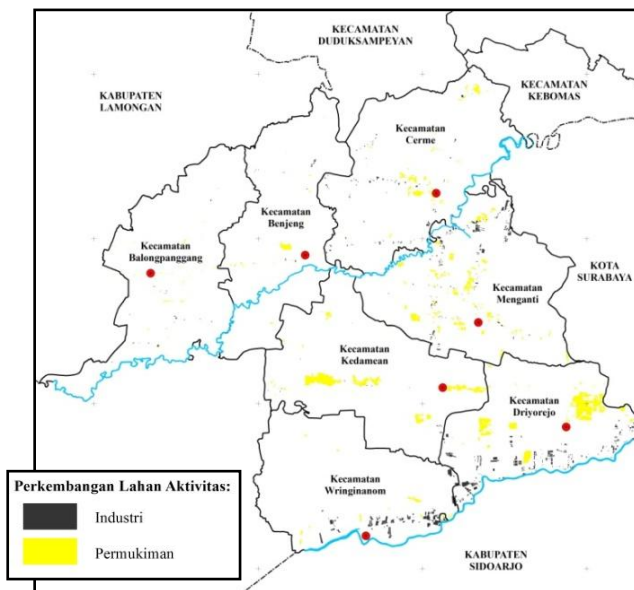 KECAMATAN
DUDUKSAMPEYAN
KECAMATAN
KEBOMAS
KABUPATEN
LAMONGAN
Kecamatan
Cerme
Kecamatan
Benjeng
Kecamatan
Balongpanggang
KOTA
SURABAYA
Kecamatan
Menganti
Kecamatan
Kedamean
Kecamatan
Driyorejo
Kecamatan
Wringinanom
KABUPATEN
SIDOARJO
Perkembangan Lahan Aktivitas:
Industri
Permukiman